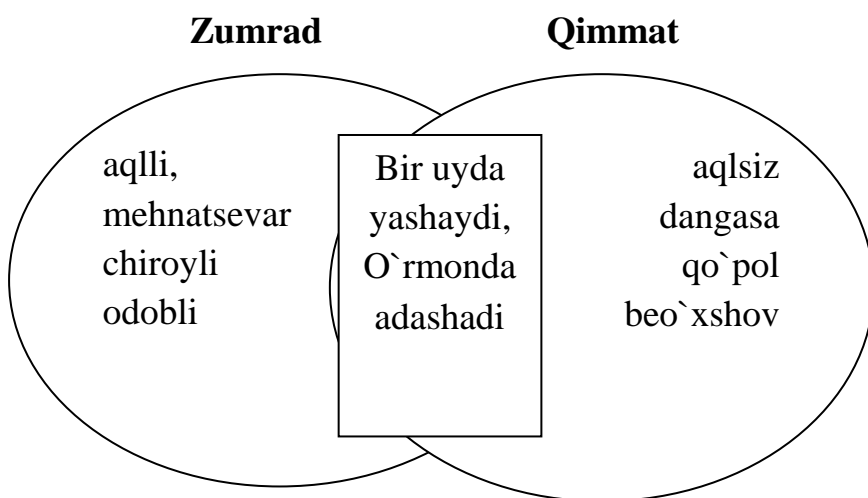 Zumrad
Qimmat
aqlli,
mehnatsevar
chiroyli
odobli
Bir uyda
yashaydi,
O`rmonda
adashadi
aqlsiz
dangasa
qo`pol
beo`xshov